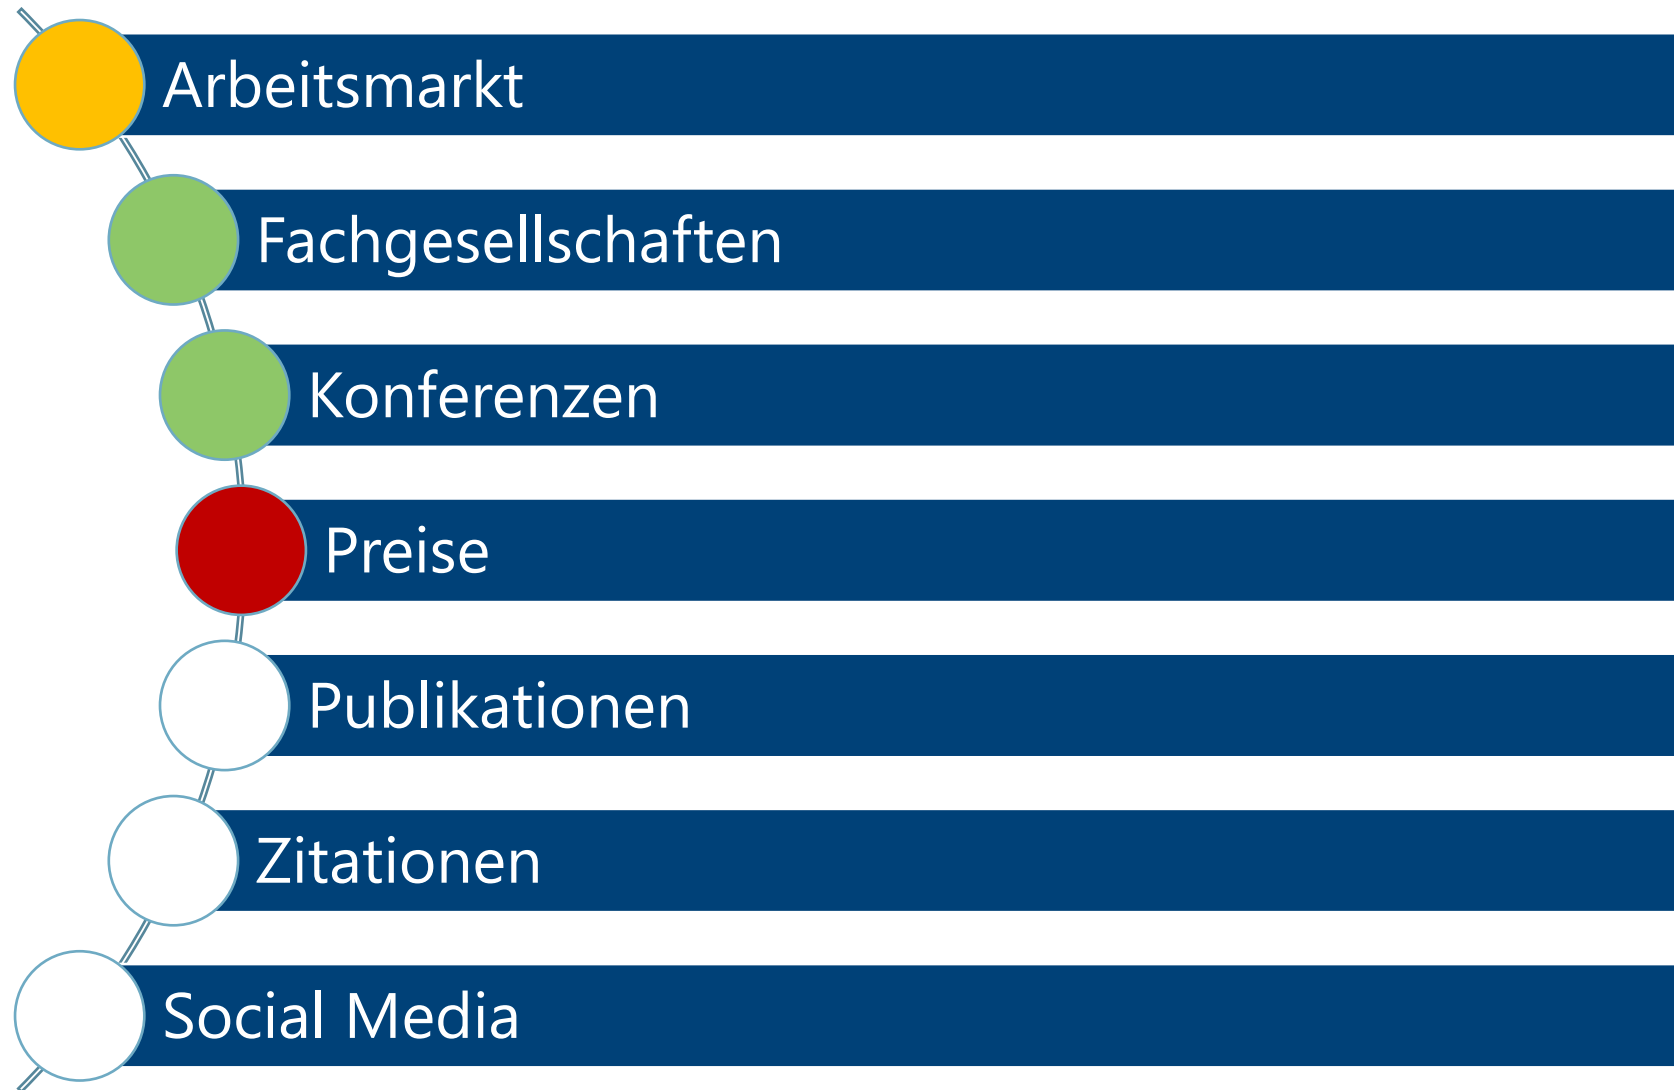 Arbeitsmarkt
Fachgesellschaften
Konferenzen
Preise
Publikationen
Zitationen
Social Media